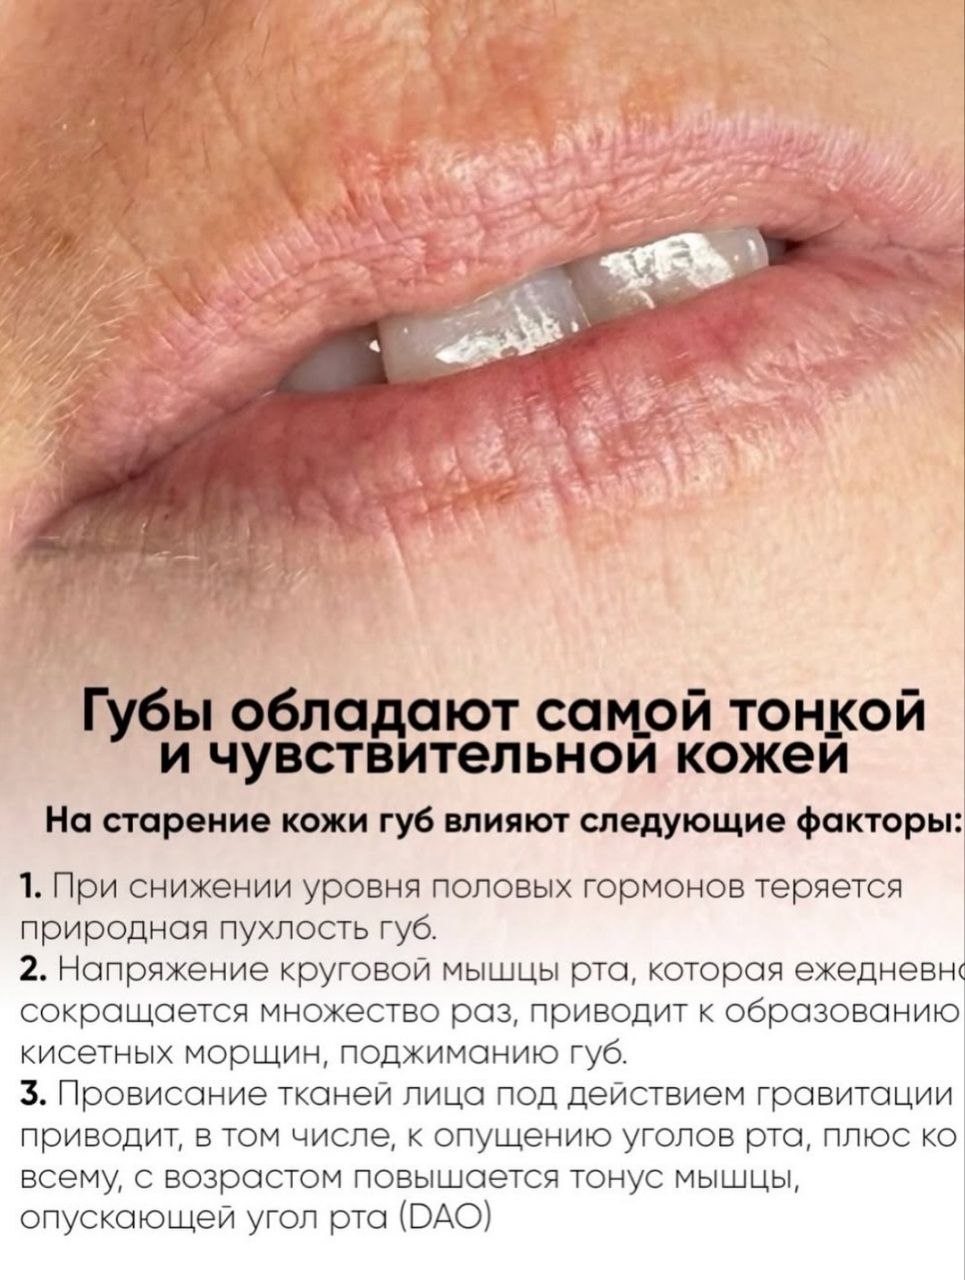 Губы обладают самой тонкой
и чувствительной кожей
На старение кожи губ влияют следующие факторы:
1. При снижении уровня половых гормонов теряется
природная пухлость губ.
2. Напряжение круговой мышцы рта, которая ежедневно
сокращается множество раз, приводит к образованию
кисетных морщин, поджиманию губ.
3. Провисание тканей лица под действием гравитации
приводит, в том числе, к опущению уголов рта, плюс ко
всему, с возрастом повышается тонус мышцы,
опускающей угол рта (DAO)